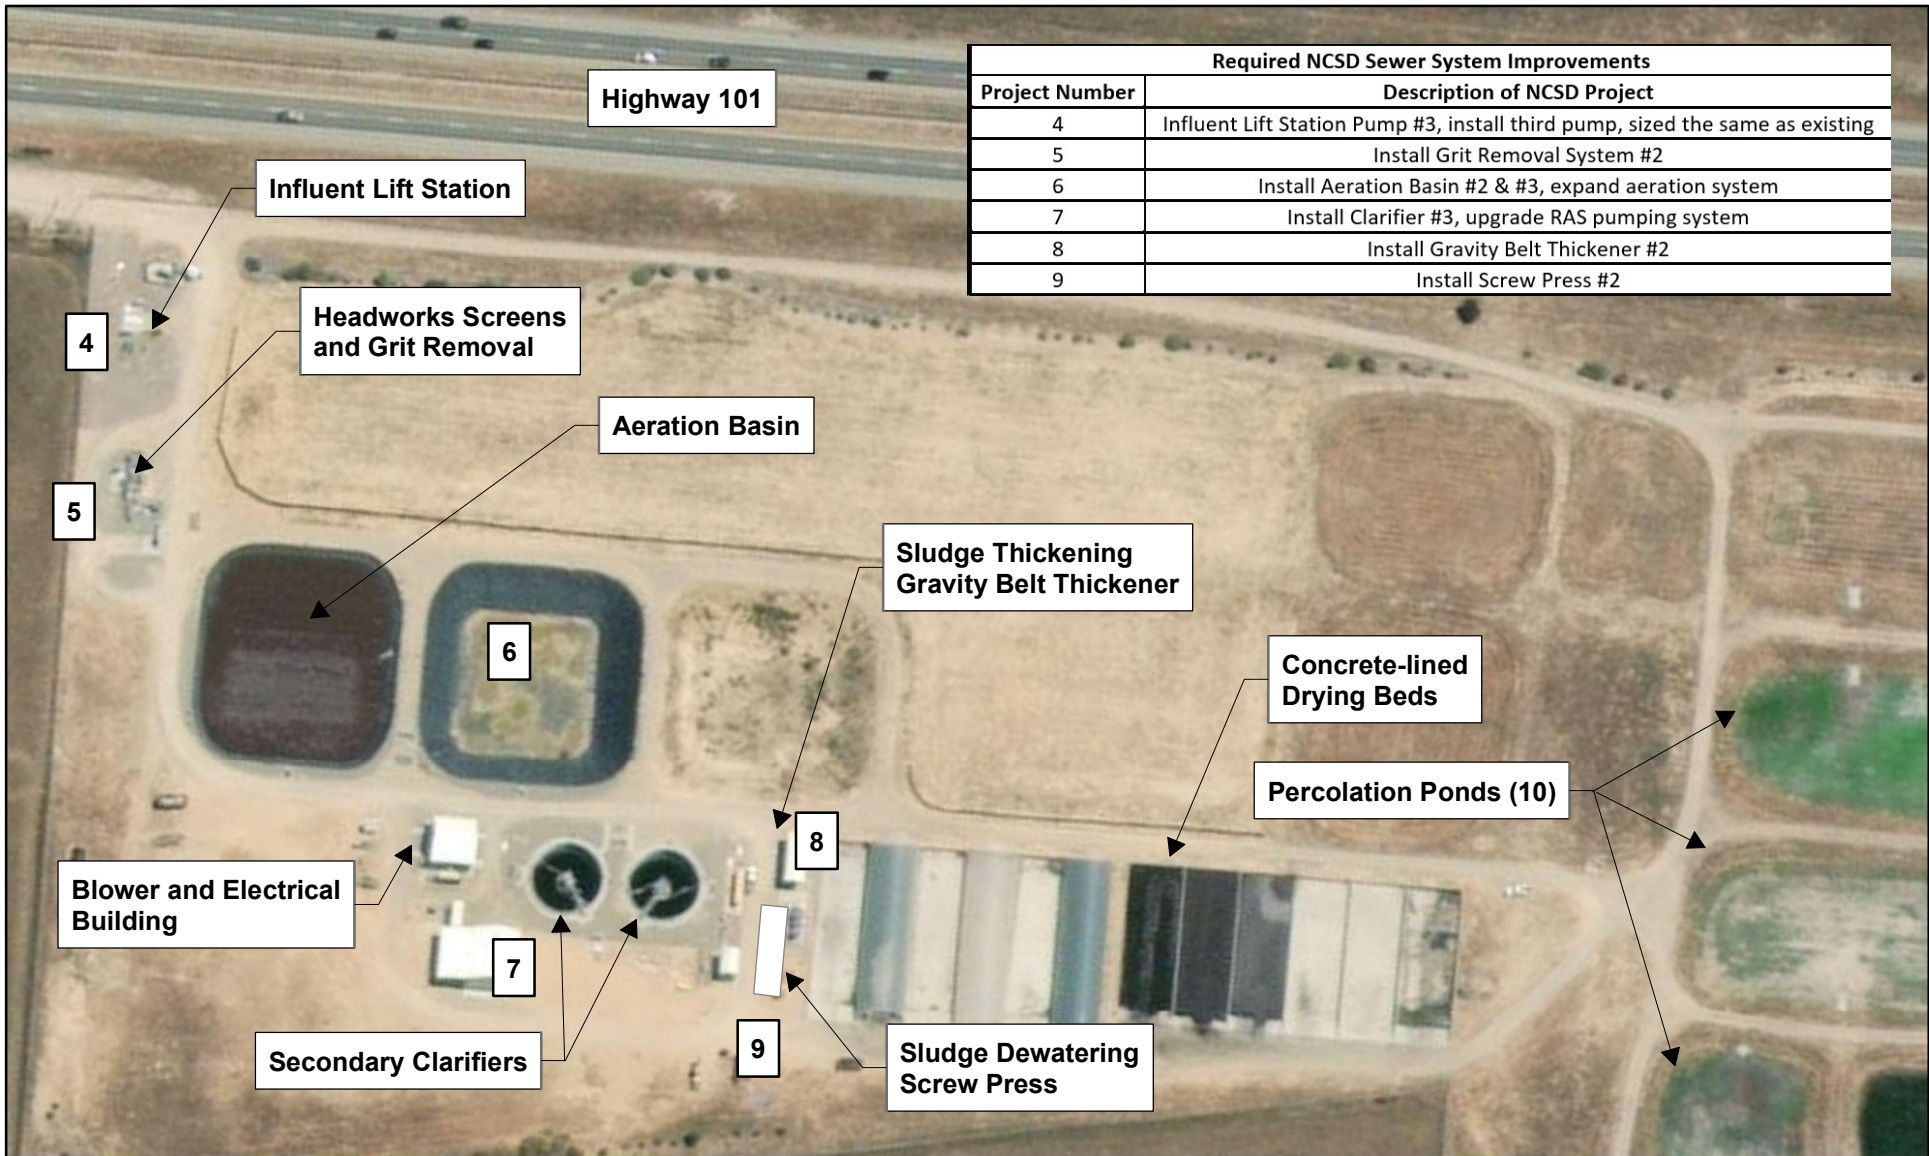 Highway 101
Required NCSD Sewer System Improvements
Project Number Description of NCSD Project
4 Influent Lift Station Pump #3, install third pump, sized the same as existing
5 Install Grit Removal System #2
6 Install Aeration Basin #2 & #3, expand aeration system
7 Install Clarifier #3, upgrade RAS pumping system
8 Install Gravity Belt Thickener #2
9 Install Screw Press #2
Influent Lift Station
4
Headworks Screens
and Grit Removal
Aeration Basin
5
Sludge Thickening
Gravity Belt Thickener
6
Concrete-lined
Drying Beds
Percolation Ponds (10)
8
Blower and Electrical
Building
7
Secondary Clarifiers
9
Sludge Dewatering
Screw Press